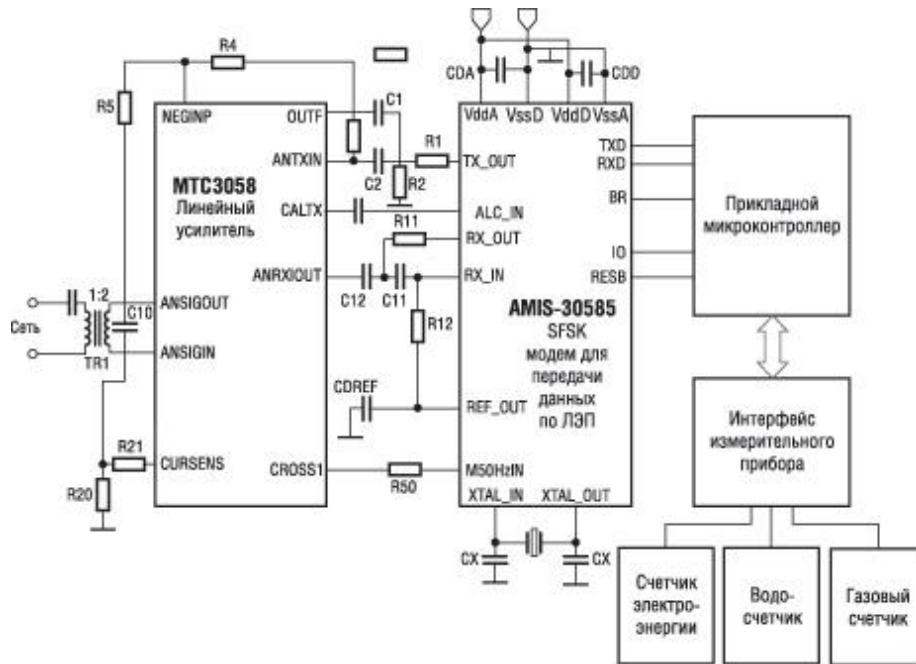 R4
R5
NEGINP
OUTF
C1
ANTXIN
C2
R1
R2
MTC3058
Линейный
усилитель
CALTX
R11
ANRXIOUT
C12
C11
R12
1:2
C10
ANSIGOUT
Сеть
TR1
ANSIGIN
CDREF
R21
CURSENS
R20
CROSS1
R50
CDA
CDD
VddA
VssD
VddD
VssA
TX_OUT
ALC_IN
RX_OUT
RX_IN
AMIS-30585
SFSK
модем для
передачи
данных
по ЛЭП
REF_OUT
M50HzIN
XTAL_IN
XTAL_OUT
CX
CX
TXD
RXD
BR
IO
RESB
Прикладной
микроконтроллер
Интерфейс
измерительного
прибора
Счетчик
электро-
энергии
Водо-
счетчик
Газовый
счетчик